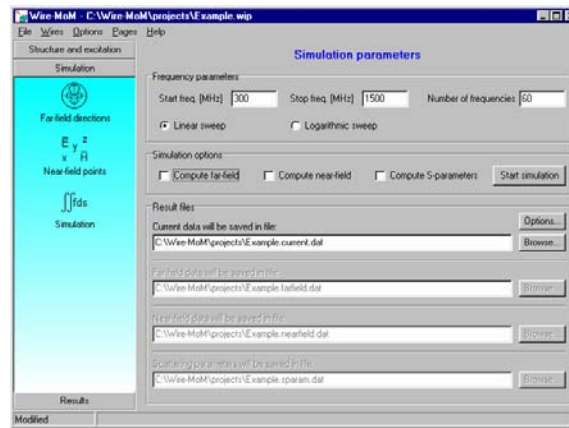 Wire-MoM - C:\Wire-MoM\projects\Example.wip
File Wires Options Pages Help
Structure and excitation
Simulation
Far-field directions
E y z
x H
Near-field points
∫∫fds
Simulation
Results
Modified
Simulation parameters
Frequency parameters
Start freq. [MHz] 300 Stop freq. [MHz] 1500 Number of frequencies 60
Linear sweep Logarithmic sweep
Simulation options
Compute far-field Compute near-field Compute S-parameters Start simulation
Result files
Options...
Current data will be saved in file:
C:\Wire-MoM\projects\Example.current.dat Browse...
Far-field data will be saved in file:
C:\Wire-MoM\projects\Example.farfield.dat Browse...
Near-field data will be saved in file:
C:\Wire-MoM\projects\Example.nearfield.dat Browse...
Scattering parameters will be saved in file:
C:\Wire-MoM\projects\Example.sparam.dat Browse...